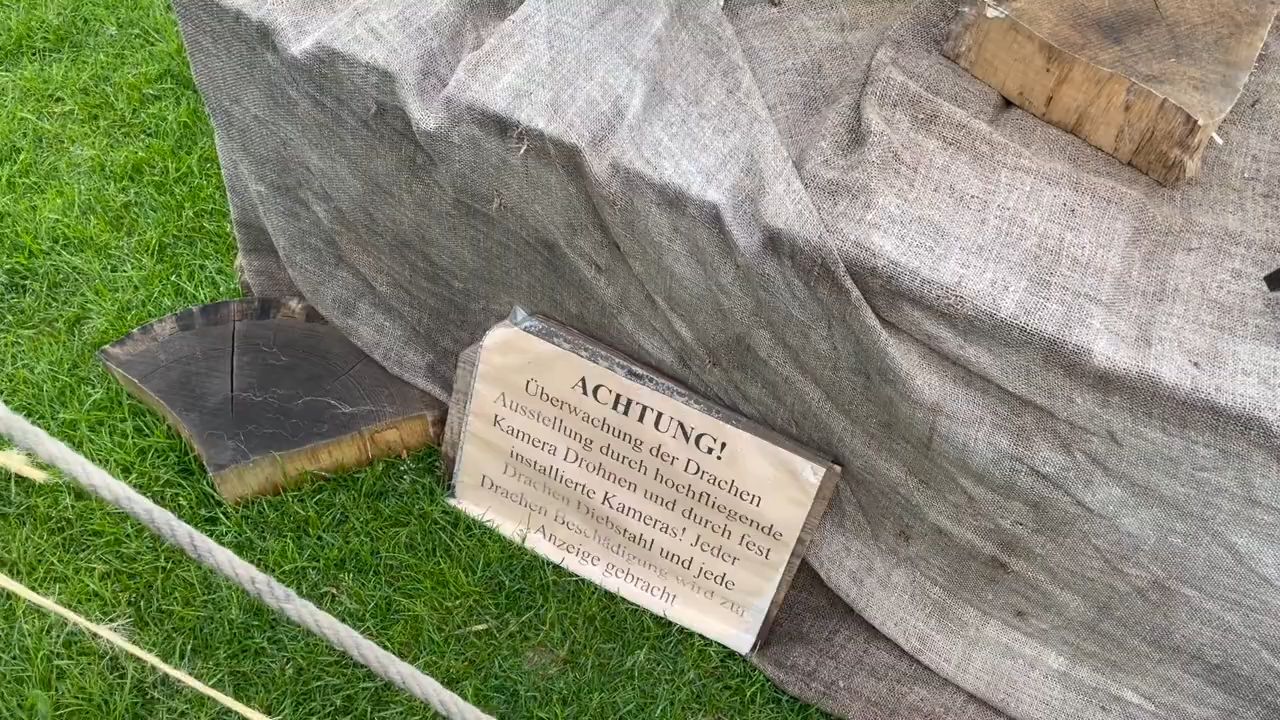 ACHTUNG!
Überwachung der Drachen
Ausstellung durch hochfliegende
Kamera Drohnen und durch fest
installierte Kameras! Jeder
Drachen Diebstahl und jede
Drachen Beschädigung wird zur
Anzeige gebracht